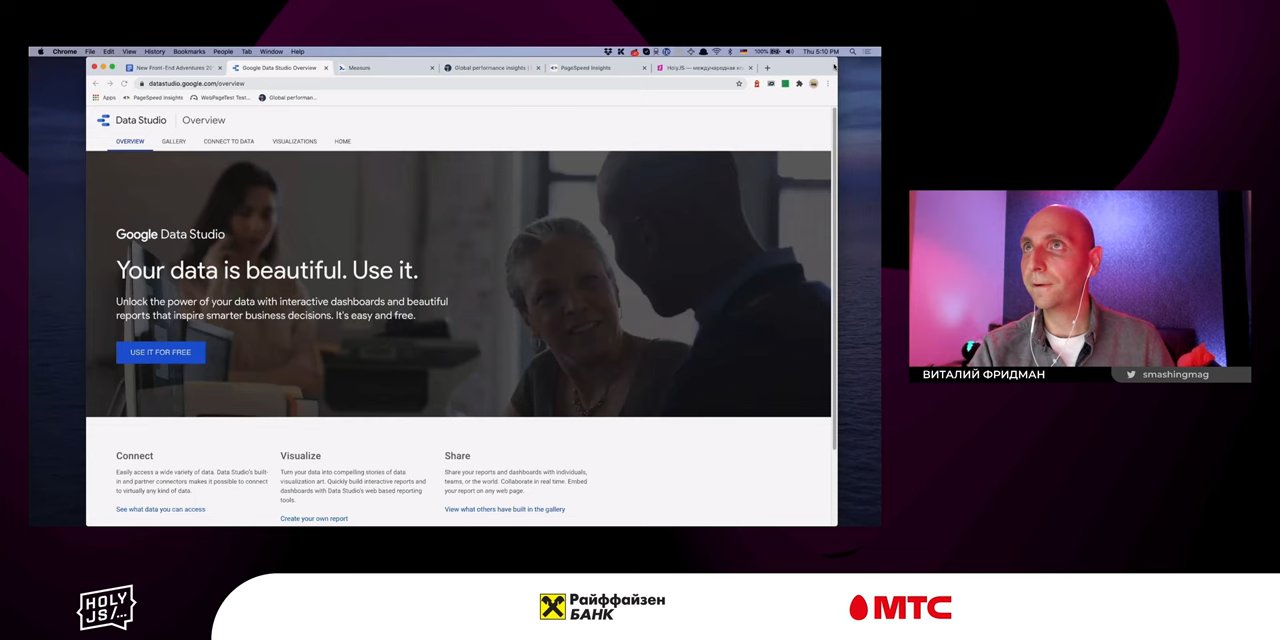 Chrome File Edit View History Bookmarks People Tab Window Help
100% Thu 5:10 PM
New Front-End Adventures 20
Google Data Studio Overview
Measure
Global performance insights |
PageSpeed Insights
HolyJS — международная ко
datastudio.google.com/overview
Apps PageSpeed Insights WebPageTest Test... Global performan...
Data Studio Overview
OVERVIEW GALLERY CONNECT TO DATA VISUALIZATIONS HOME
Google Data Studio
Your data is beautiful. Use it.
Unlock the power of your data with interactive dashboards and beautiful
reports that inspire smarter business decisions. It's easy and free.
USE IT FOR FREE
Connect
Easily access a wide variety of data. Data Studio's built-
in and partner connectors makes it possible to connect
to virtually any kind of data.
See what data you can access
Visualize
Turn your data into compelling stories of data
visualization art. Quickly build interactive reports and
dashboards with Data Studio's web based reporting
tools.
Create your own report
Share
Share your reports and dashboards with individuals,
teams, or the world. Collaborate in real time. Embed
your report on any web page.
View what others have built in the gallery
ВИТАЛИЙ ФРИДМАН
smashingmag
HOLY
JS/...
Райффайзен
БАНК
МТС